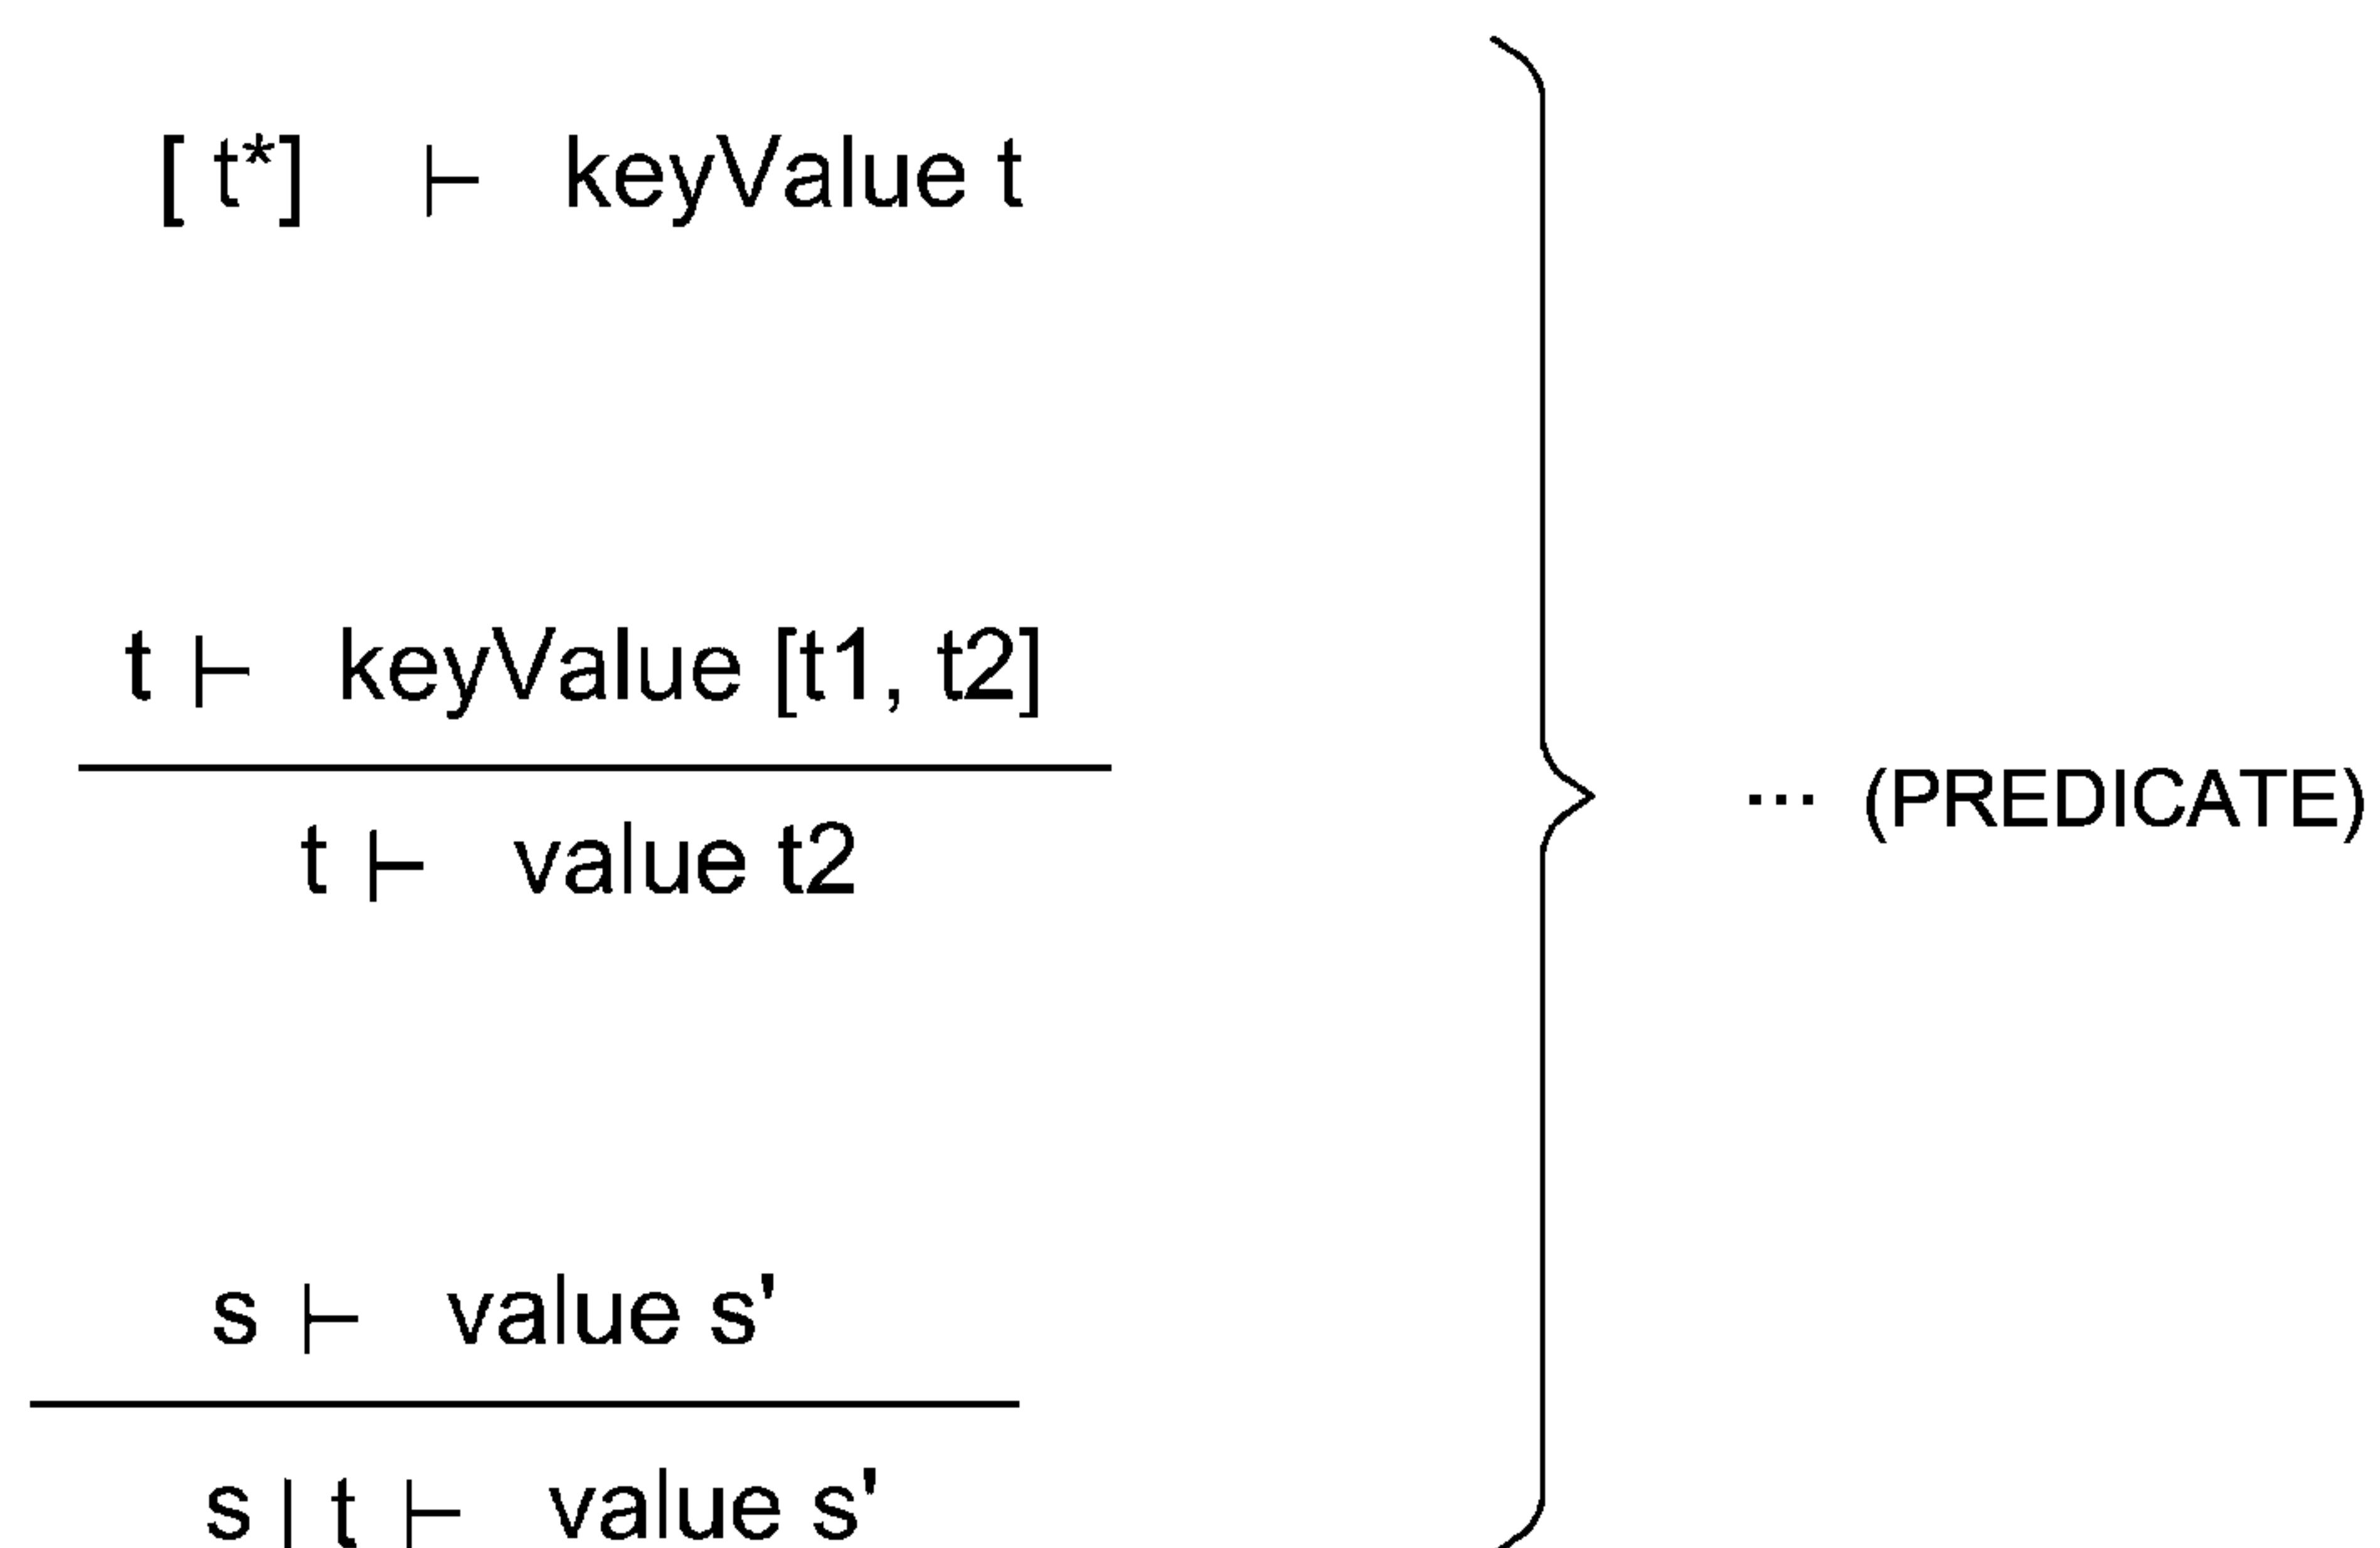 [ t*] ⊢ keyValue t
t ⊢ keyValue [t1, t2]
t ⊢ value t2
··· (PREDICATE)
s ⊢ value s'
s | t ⊢ value s'